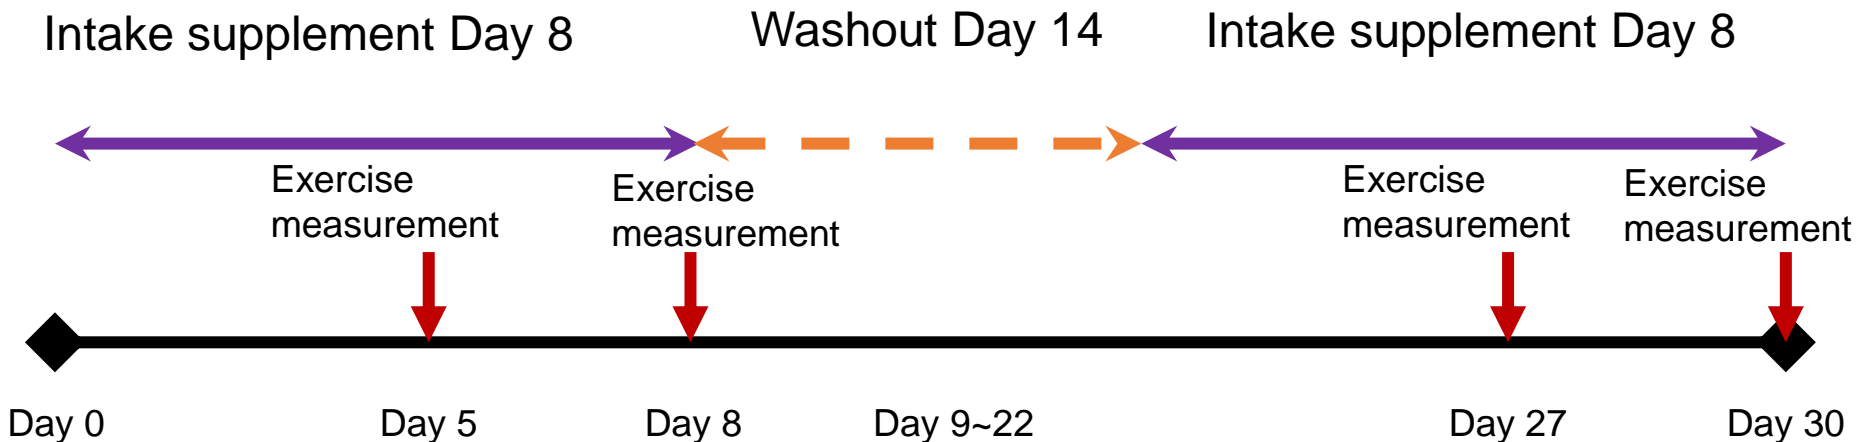 Intake supplement Day 8
Washout Day 14
Intake supplement Day 8
Exercise
measurement
Exercise
measurement
Exercise
measurement
Exercise
measurement
Day 0
Day 5
Day 8
Day 9~22
Day 27
Day 30